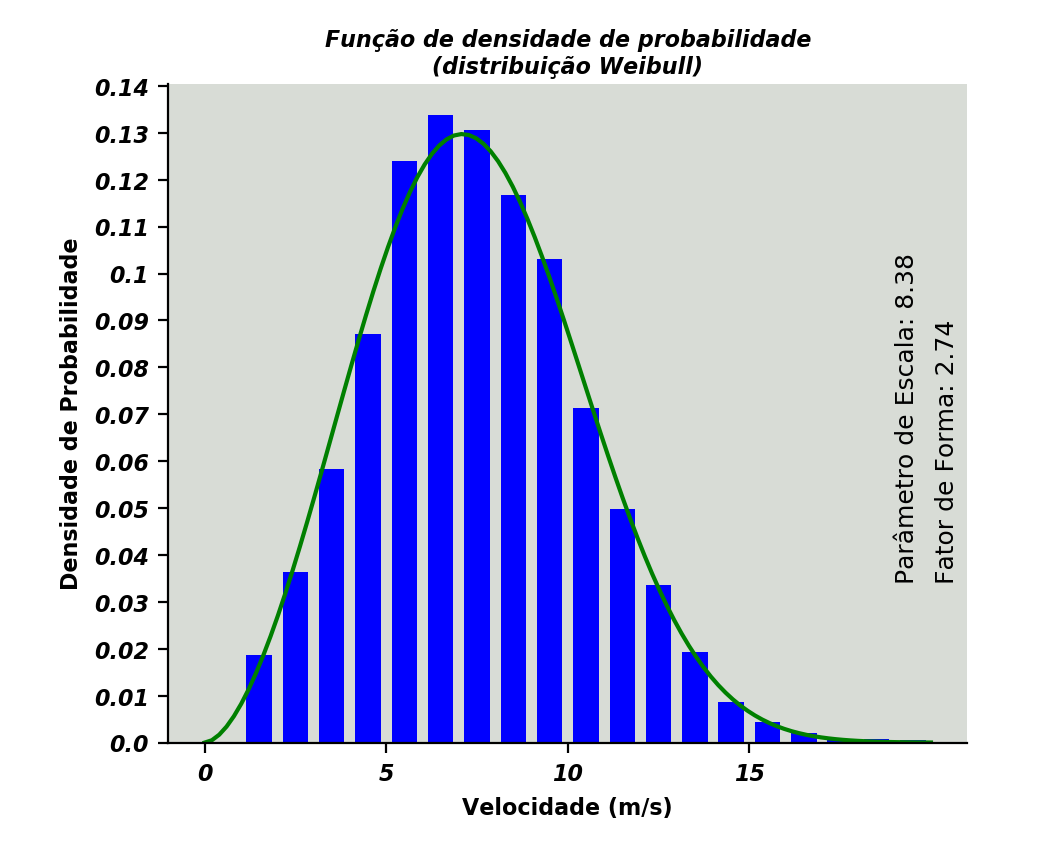 Função de densidade de probabilidade
(distribuição Weibull)
0.14
0.13
0.12
0.11
0.1
0.09
0.08
0.07
0.06
0.05
0.04
0.03
0.02
0.01
0.0
Densidade de Probabilidade
Parâmetro de Escala: 8.38
Fator de Forma: 2.74
0 5 10 15
Velocidade (m/s)